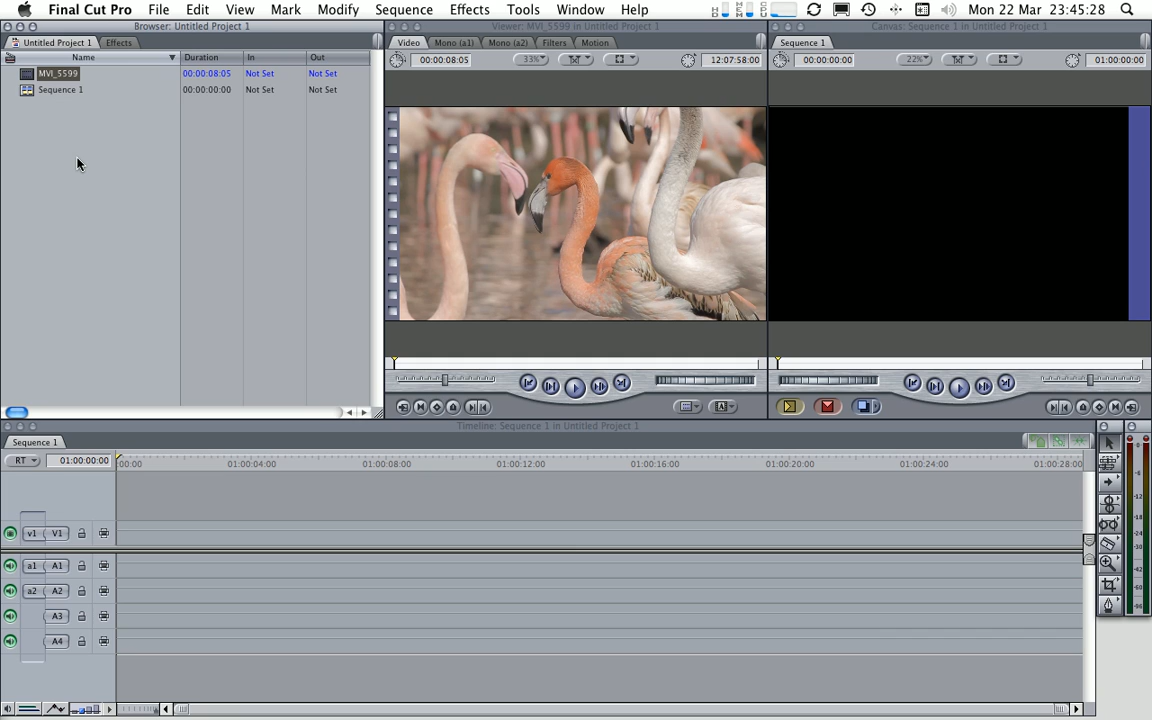 Final Cut Pro File Edit View Mark Modify Sequence Effects Tools Window Help Mon 22 Mar 23:45:28
Browser: Untitled Project 1
Untitled Project 1 Effects
Name Duration In Out
MVI_5599 00:00:08:05 Not Set Not Set
Sequence 1 00:00:00:00 Not Set Not Set
Viewer: MVI_5599 in Untitled Project 1
Video Mono (a1) Mono (a2) Filters Motion
00:00:08:05 33% 12:07:58:00
Canvas: Sequence 1 in Untitled Project 1
Sequence 1
00:00:00:00 22% 01:00:00:00
Timeline: Sequence 1 in Untitled Project 1
Sequence 1
RT 01:00:00:00 :00:00 01:00:04:00 01:00:08:00 01:00:12:00 01:00:16:00 01:00:20:00 01:00:24:00 01:00:28:00
v1 V1
a1 A1
a2 A2
A3
A4